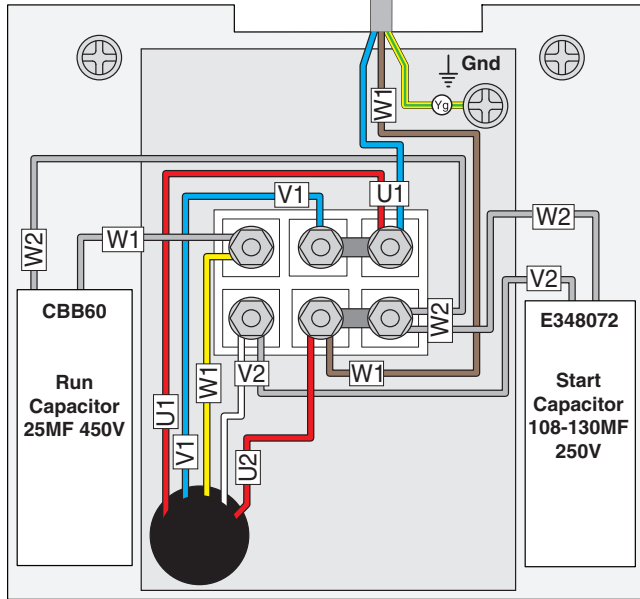 Gnd
Yg
W1
U1
V1
W2
W1
W2
V2
CBB60
Run
Capacitor
25MF 450V
W2
E348072
Start
Capacitor
108-130MF
250V
W1
V2
W1
U1
V1
U2